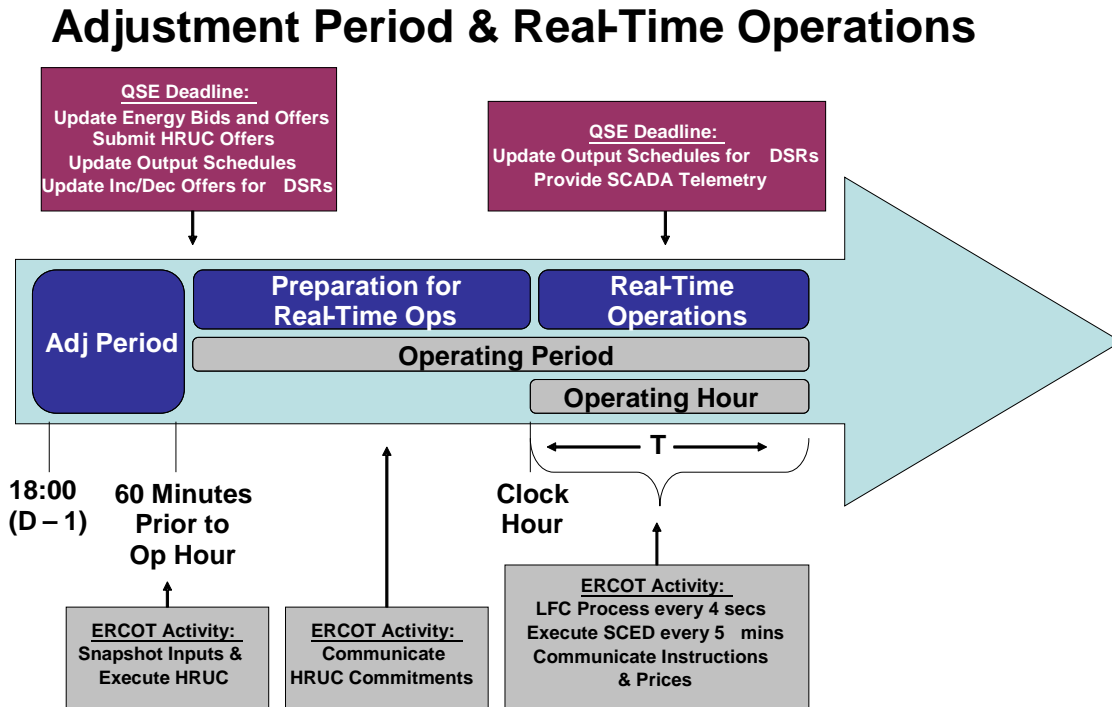 Adjustment Period & Real-Time Operations
QSE Deadline:
Update Energy Bids and Offers
Submit HRUC Offers
Update Output Schedules
Update Inc/Dec Offers for DSRs
QSE Deadline:
Update Output Schedules for DSRs
Provide SCADA Telemetry
Adj Period
Preparation for
Real-Time Ops
Real-Time
Operations
Operating Period
Operating Hour
T
18:00
(D – 1)
60 Minutes
Prior to
Op Hour
Clock
Hour
ERCOT Activity:
Snapshot Inputs &
Execute HRUC
ERCOT Activity:
Communicate
HRUC Commitments
ERCOT Activity:
LFC Process every 4 secs
Execute SCED every 5 mins
Communicate Instructions
& Prices